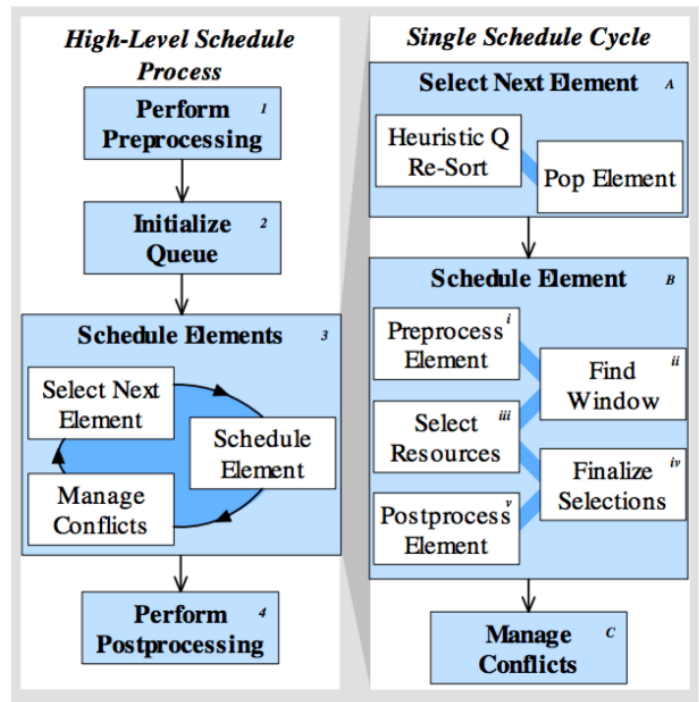 High-Level Schedule
Process
Perform 1
Preprocessing
Initialize 2
Queue
Schedule Elements 3
Select Next
Element
Schedule
Element
Manage
Conflicts
Perform 4
Postprocessing
Single Schedule Cycle
Select Next Element A
Heuristic Q
Re-Sort
Pop Element
Schedule Element B
Preprocess i
Element
Find ii
Window
Select iii
Resources
Finalize iv
Selections
Postprocess v
Element
Manage C
Conflicts